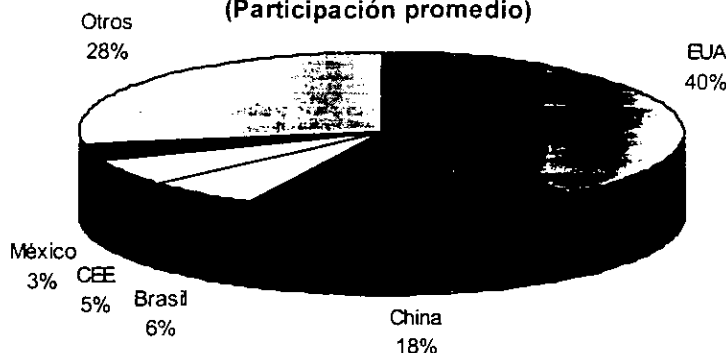 (Participación promedio)
Otros
28%
EUA
40%
México
3%
CEE
5%
Brasil
6%
China
18%